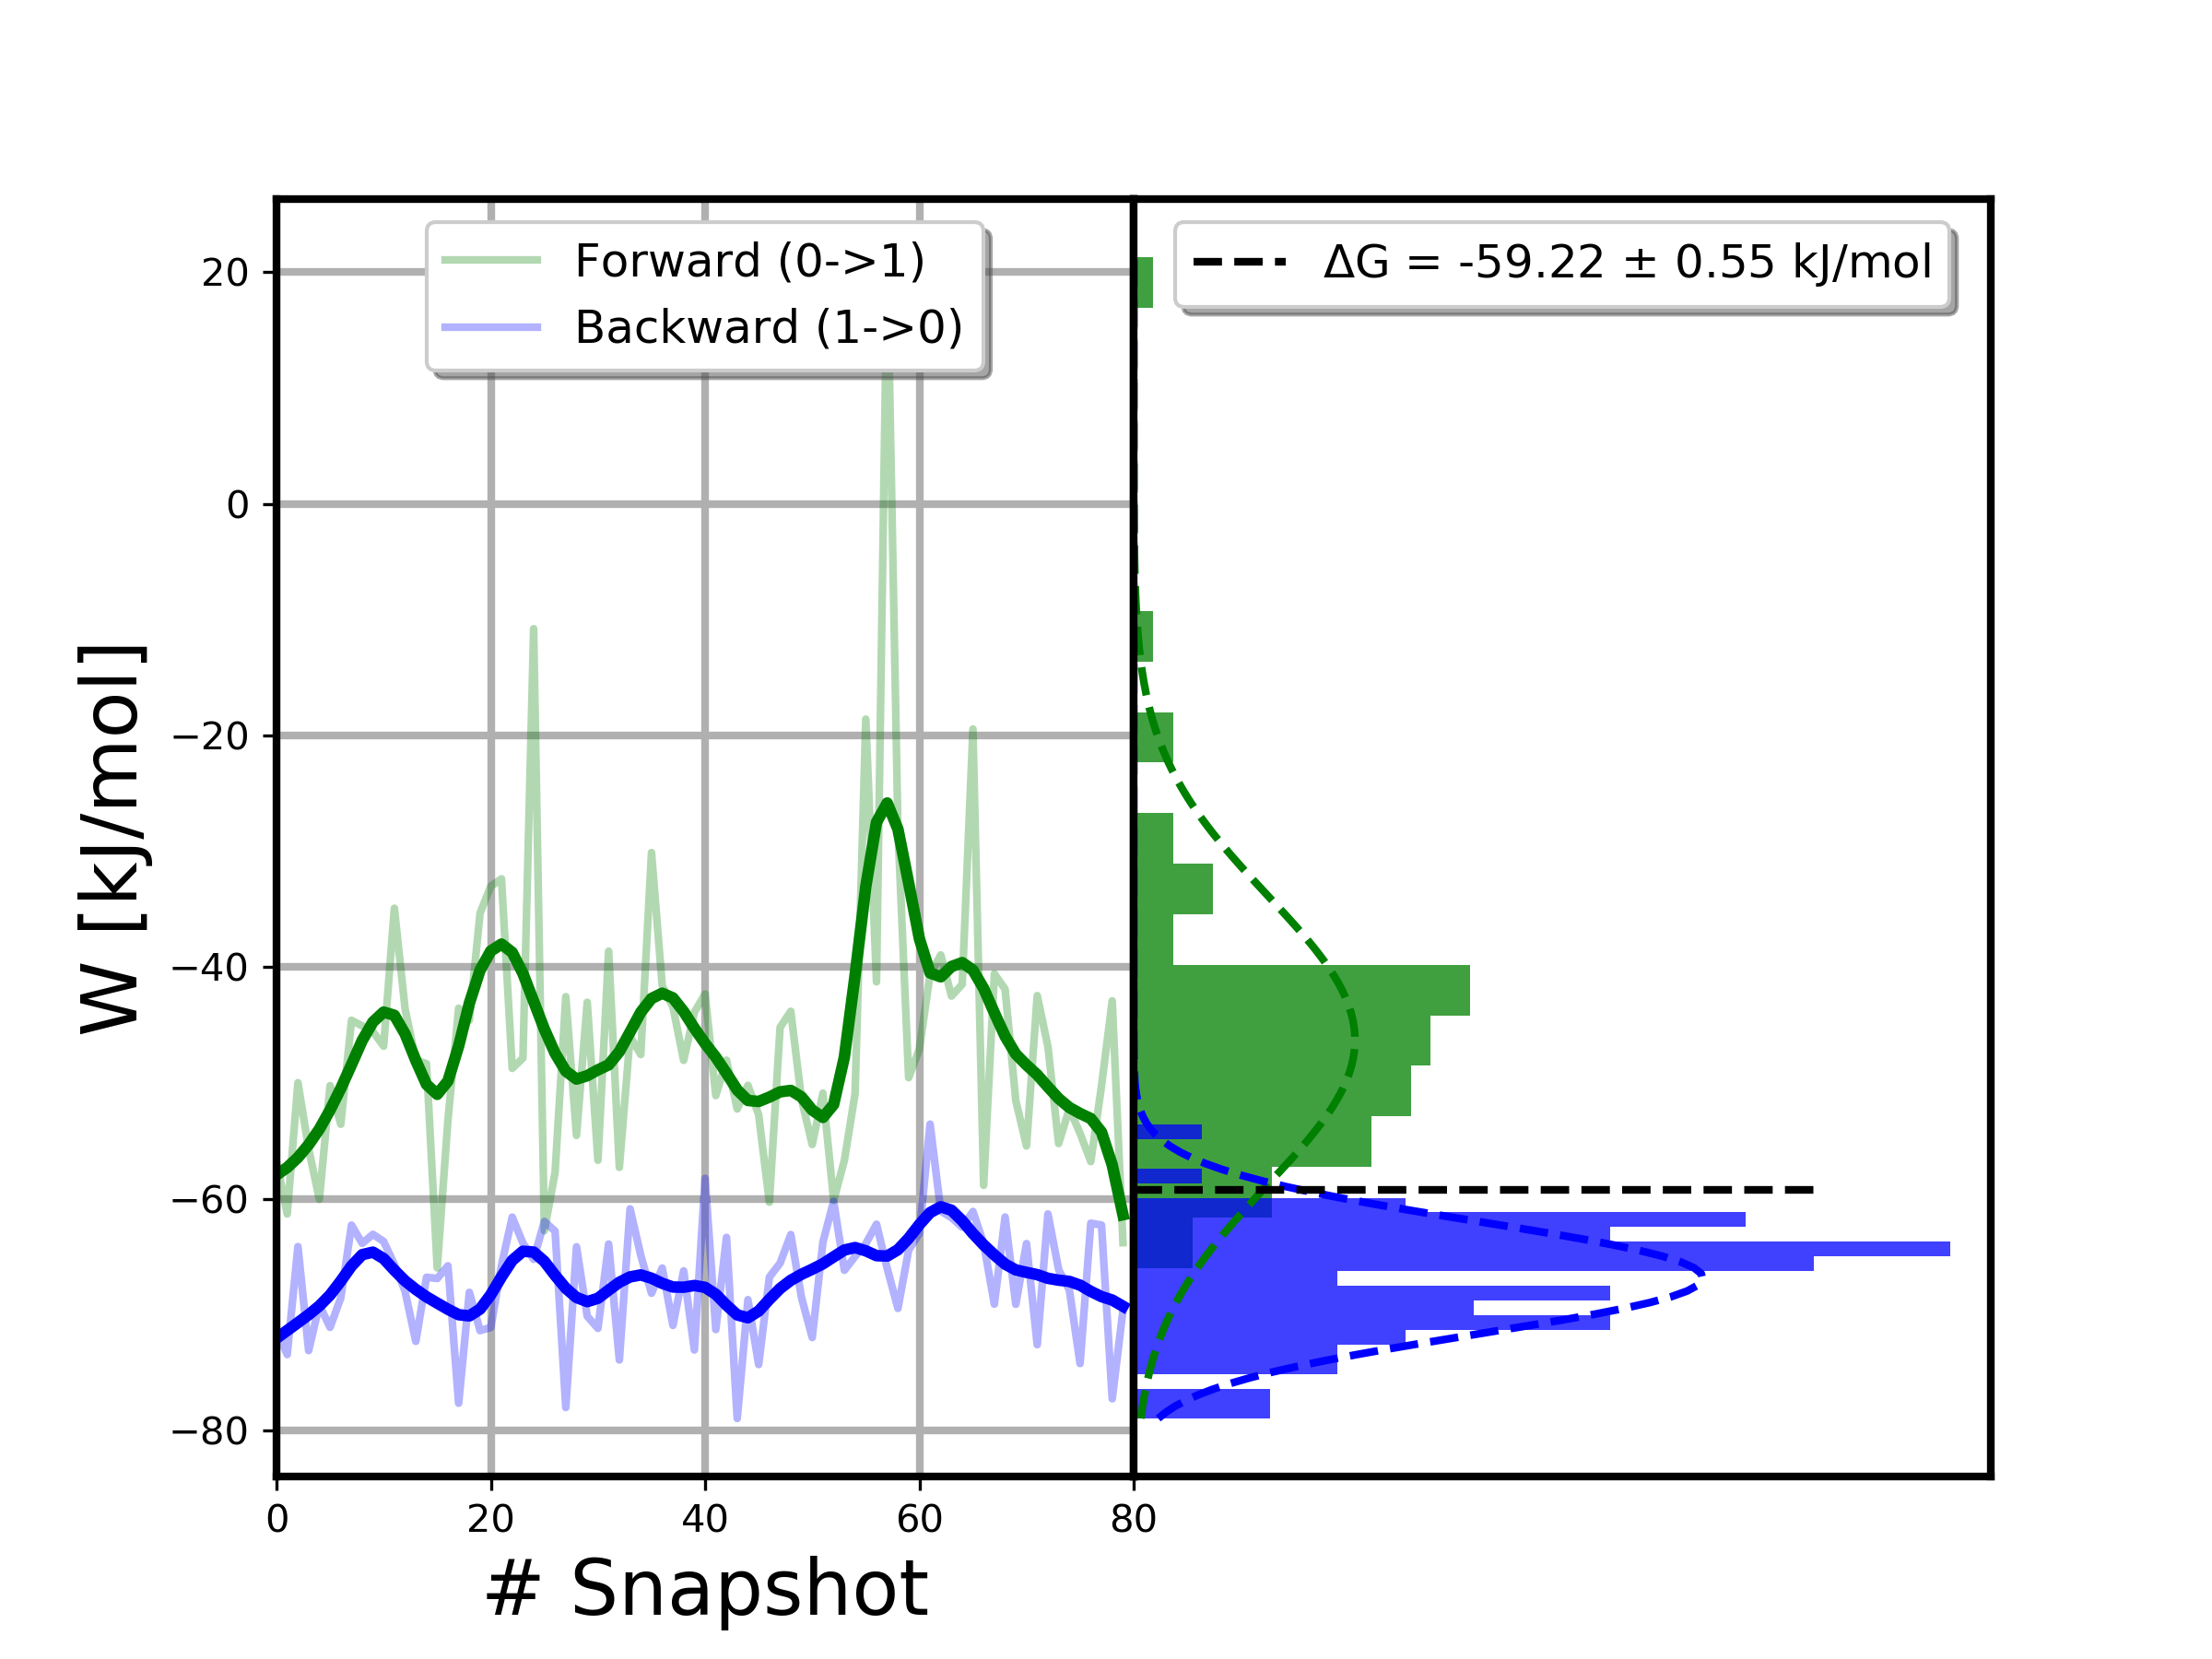 Forward (0->1)
Backward (1->0)
ΔG = -59.22 ± 0.55 kJ/mol
20
0
−20
−40
−60
−80
W [kJ/mol]
0 20 40 60 80
# Snapshot